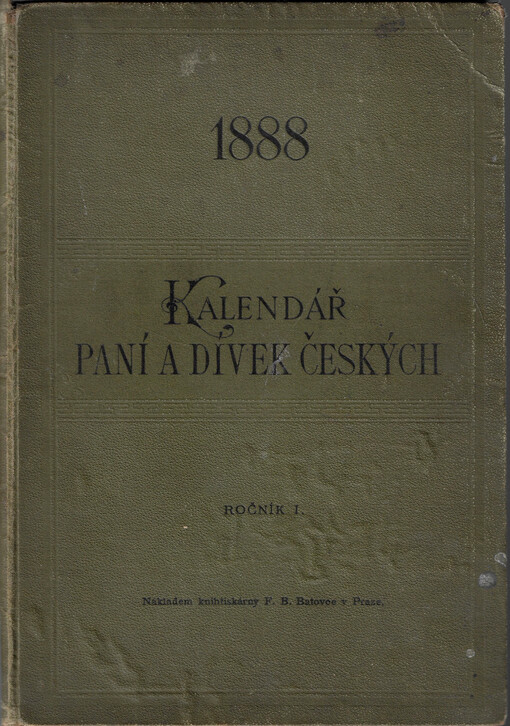 1888
KALENDÁŘ
PANÍ A DÍVEK ČESKÝCH
ROČNÍK I.
Nákladem knihtiskárny F. B. Batovce v Praze.